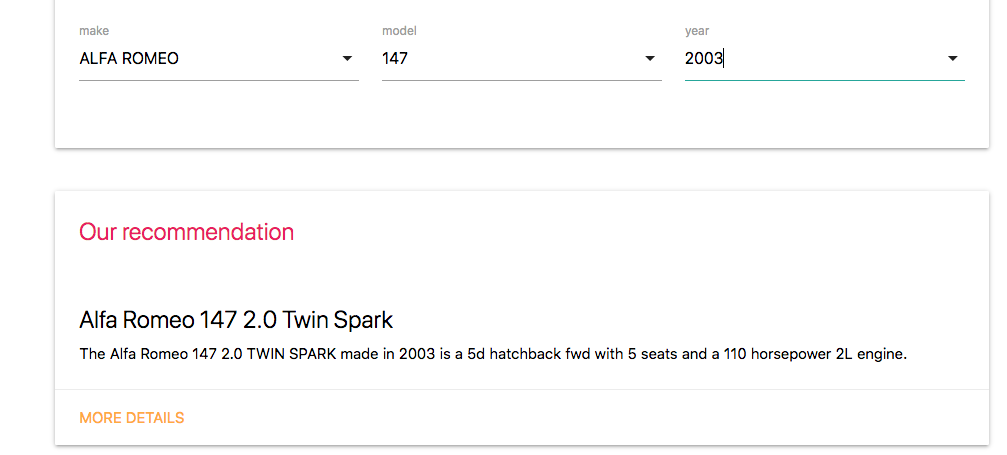 make model year
ALFA ROMEO 147 2003
Our recommendation
Alfa Romeo 147 2.0 Twin Spark
The Alfa Romeo 147 2.0 TWIN SPARK made in 2003 is a 5d hatchback fwd with 5 seats and a 110 horsepower 2L engine.
MORE DETAILS